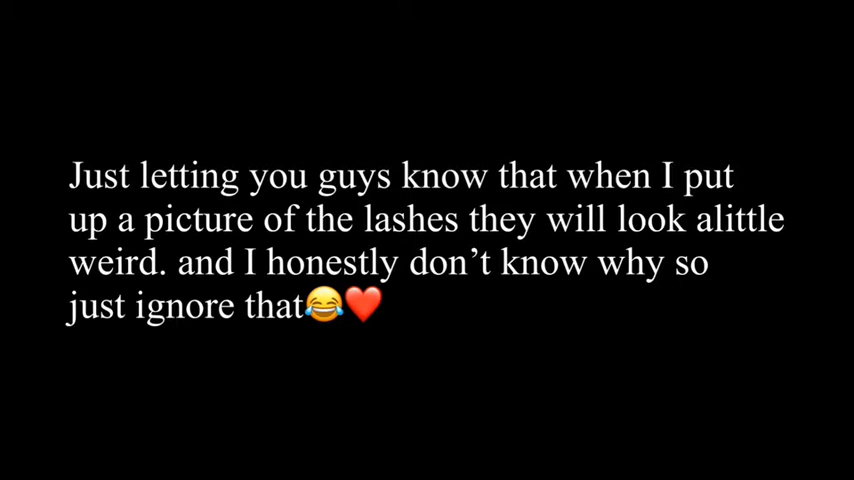 Just letting you guys know that when I put
up a picture of the lashes they will look alittle
weird. and I honestly don’t know why so
just ignore that😂❤️